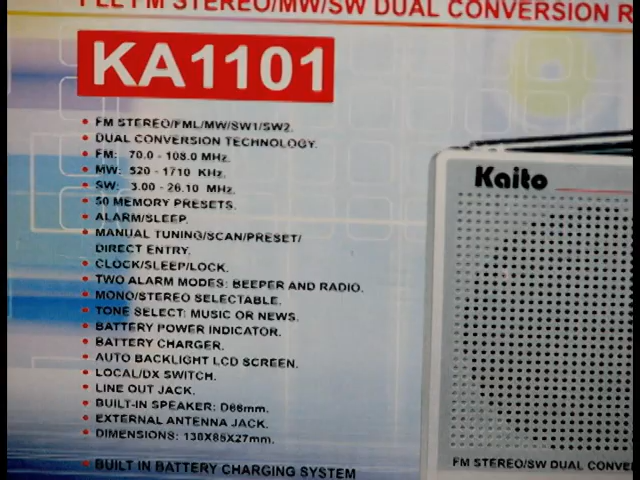 PLL FM STEREO/MW/SW DUAL CONVERSION R
KA1101
• FM STEREO/FML/MW/SW1/SW2.
• DUAL CONVERSION TECHNOLOGY.
• FM: 70.0 - 108.0 MHz.
• MW: 520 - 1710 KHz.
• SW: 3.00 - 26.10 MHz.
• 50 MEMORY PRESETS.
• ALARM/SLEEP.
• MANUAL TUNING/SCAN/PRESET/
DIRECT ENTRY.
• CLOCK/SLEEP/LOCK.
• TWO ALARM MODES: BEEPER AND RADIO.
• MONO/STEREO SELECTABLE.
• TONE SELECT: MUSIC OR NEWS.
• BATTERY POWER INDICATOR.
• BATTERY CHARGER.
• AUTO BACKLIGHT LCD SCREEN.
• LOCAL/DX SWITCH.
• LINE OUT JACK.
• BUILT-IN SPEAKER:
• EXTERNAL ANTENNA JACK.
• DIMENSIONS:
• BUILT IN BATTERY CHARGING SYSTEM
Kaito
FM STEREO/SW DUAL CONVE